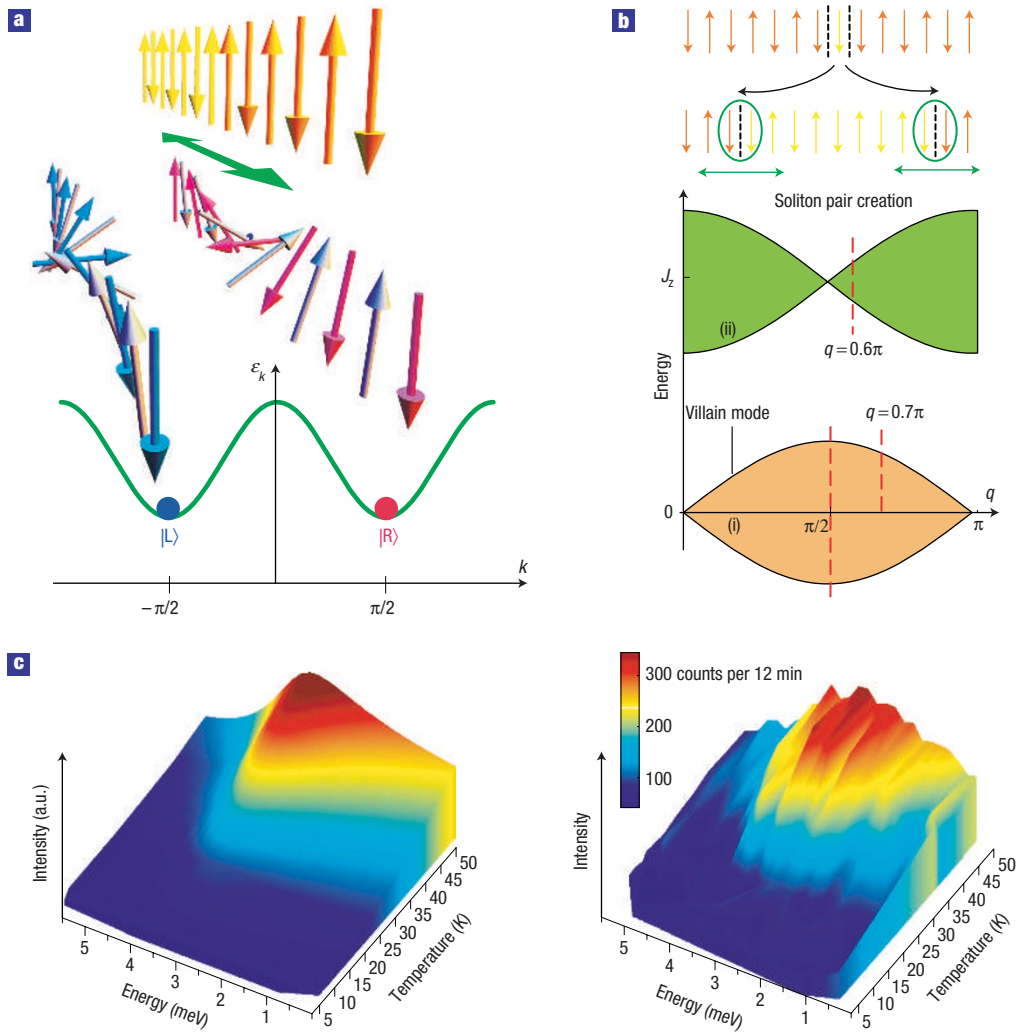 a
ε_k
|L⟩
|R⟩
k
−π/2
π/2
b
Soliton pair creation
J_z
(ii)
q = 0.6π
Energy
Villain mode
q = 0.7π
0
(i)
π/2
q
π
c
Intensity (a.u.)
5
4
3
2
1
Energy (meV)
5
10
15
20
25
30
35
40
45
50
Temperature (K)
300 counts per 12 min
200
100
Intensity
5
4
3
2
1
Energy (meV)
5
10
15
20
25
30
35
40
45
50
Temperature (K)